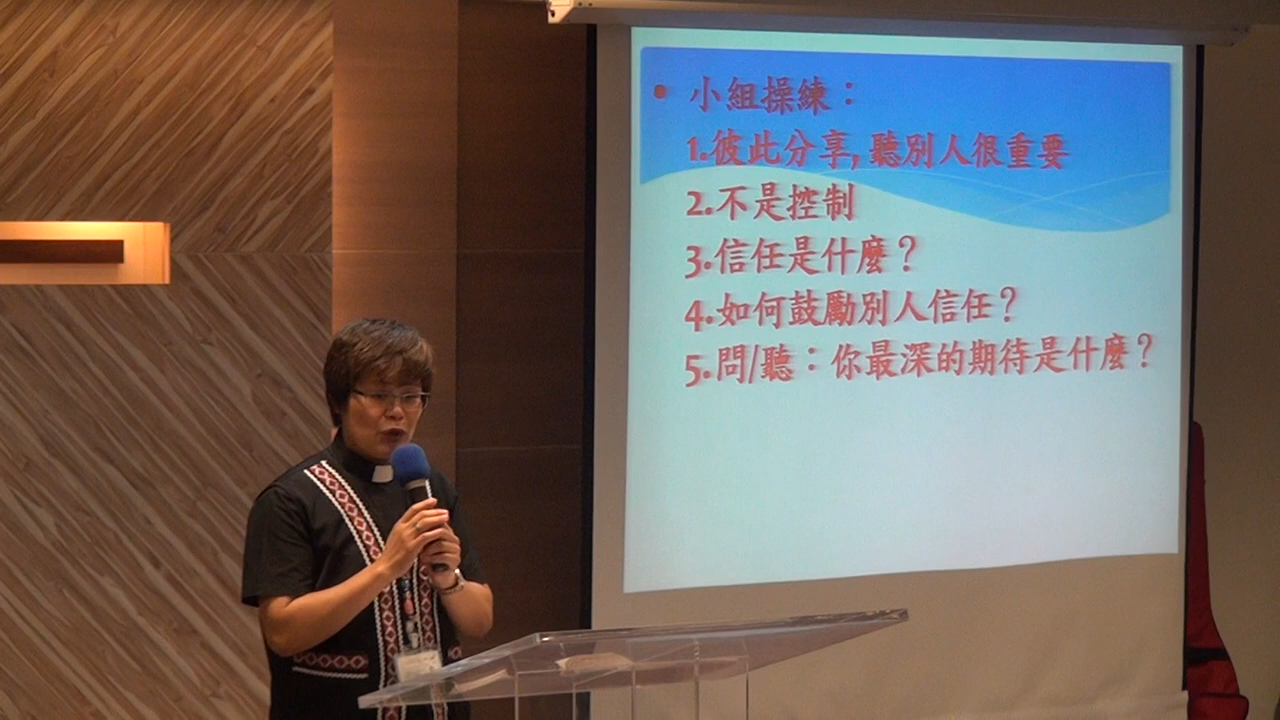 • 小組操練：
1.彼此分享,聽別人很重要
2.不是控制
3.信任是什麼？
4.如何鼓勵別人信任？
5.問/聽：你最深的期待是什麼？